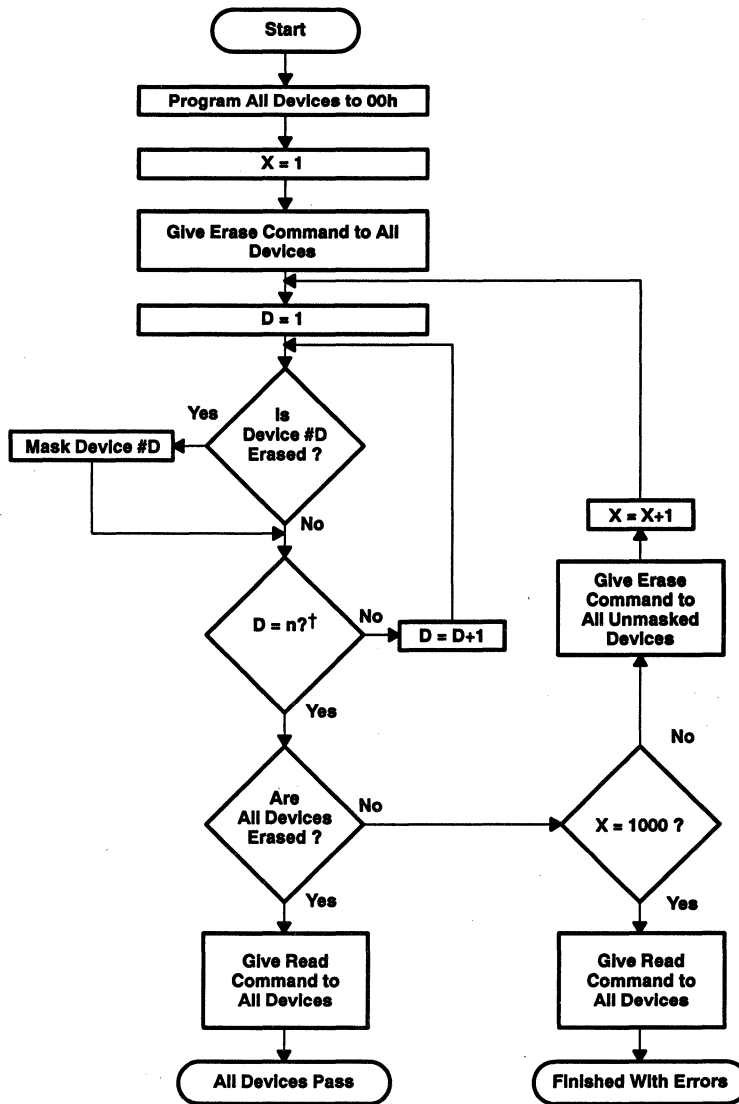 Start
Program All Devices to 00h
X = 1
Give Erase Command to All
Devices
D = 1
Yes
Is
Device #D
Erased ?
Mask Device #D
No
X = X+1
Give Erase
Command to
All Unmasked
Devices
D = n?†
No
D = D+1
Yes
No
Are
All Devices
Erased ?
No
X = 1000 ?
Yes
Yes
Give Read
Command to
All Devices
Give Read
Command to
All Devices
All Devices Pass
Finished With Errors